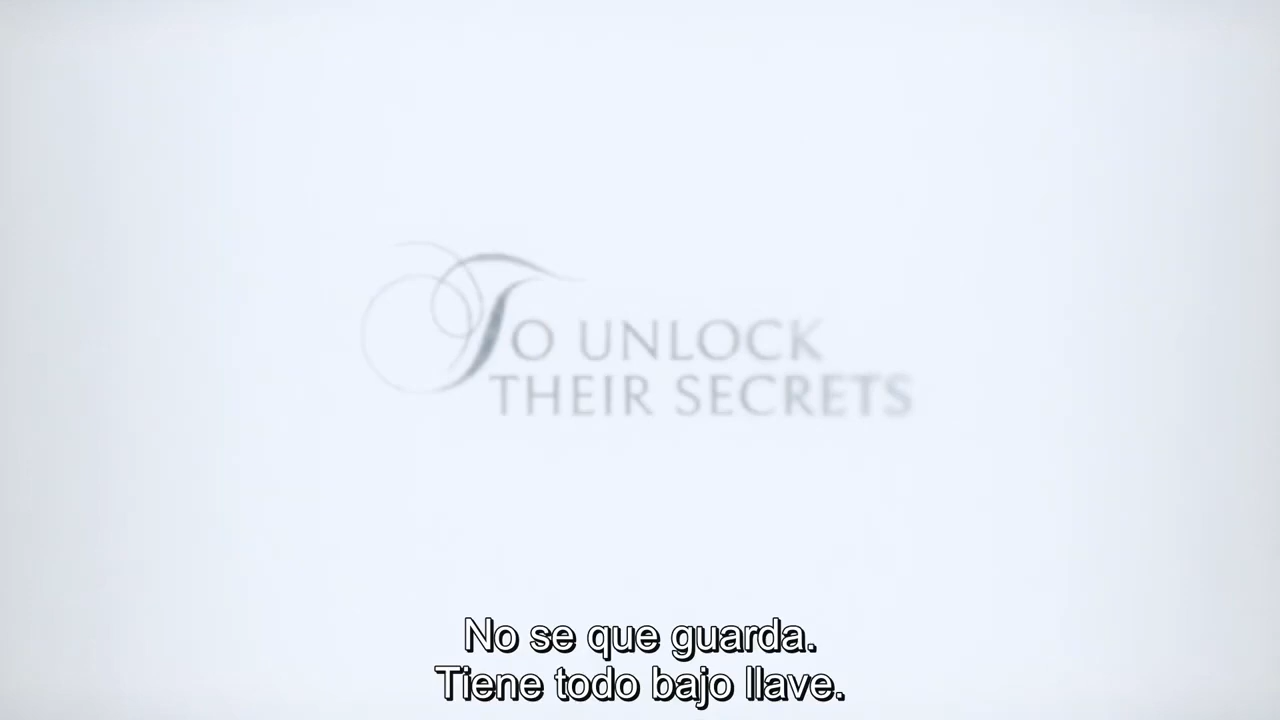 TO UNLOCK
THEIR SECRETS
No se que guarda.
Tiene todo bajo llave.